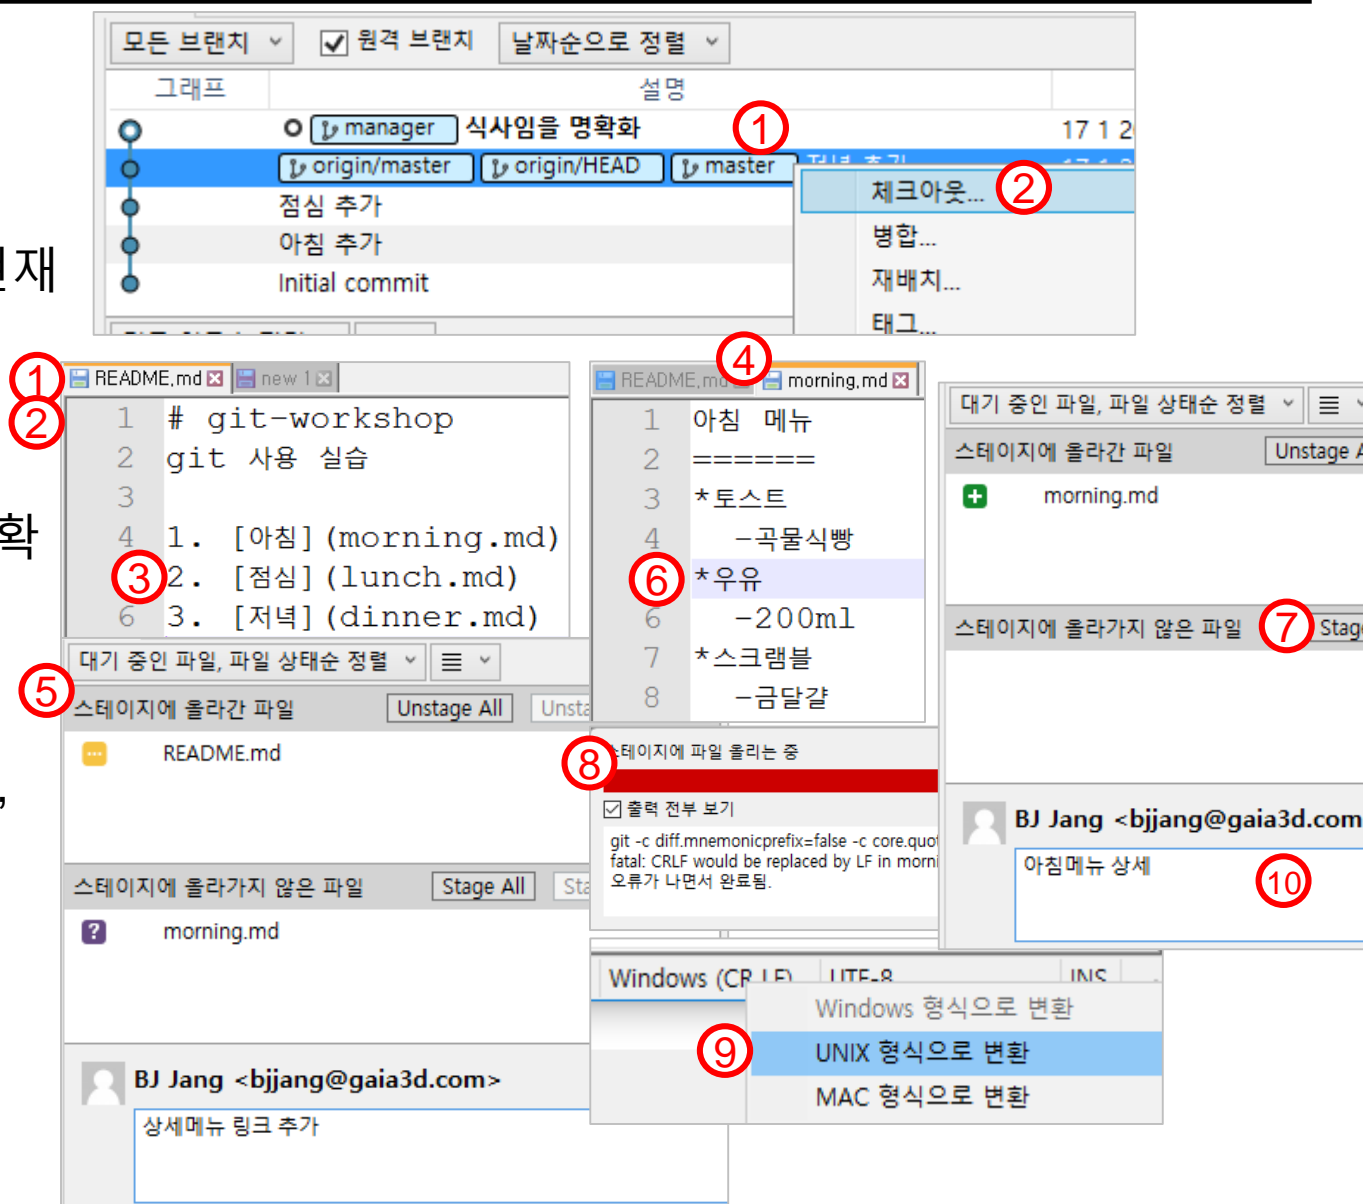 모든 브랜치 원격 브랜치 날짜순으로 정렬
그래프 설명
manager 식사임을 명확화 17 1 2
origin/master origin/HEAD master
점심 추가
아침 추가
Initial commit
① ② 체크아웃...
병합...
재배치...
태그...
재
확
,
① ② README.md new 1
1 # git-workshop
2 git 사용 실습
3
4 1. [아침](morning.md)
③ 2. [점심](lunch.md)
6 3. [저녁](dinner.md)
대기 중인 파일, 파일 상태순 정렬
⑤ 스테이지에 올라간 파일 Unstage All Unsta
README.md
스테이지에 올라가지 않은 파일 Stage All Sta
morning.md
BJ Jang <bjjang@gaia3d.com>
상세메뉴 링크 추가
④ README.md morning.md
1 아침 메뉴
2 ======
3 *토스트
4 -곡물식빵
⑥ *우유
6 -200ml
7 *스크램블
8 -금달걀
⑧ 스테이지에 파일 올리는 중
출력 전부 보기
git -c diff.mnemonicprefix=false -c core.quo
fatal: CRLF would be replaced by LF in morni
오류가 나면서 완료됨.
Windows (CR LF) UTF-8 INS
Windows 형식으로 변환
⑨ UNIX 형식으로 변환
MAC 형식으로 변환
대기 중인 파일, 파일 상태순 정렬
스테이지에 올라간 파일 Unstage A
morning.md
스테이지에 올라가지 않은 파일 ⑦ Stage
BJ Jang <bjjang@gaia3d.com
아침메뉴 상세 ⑩